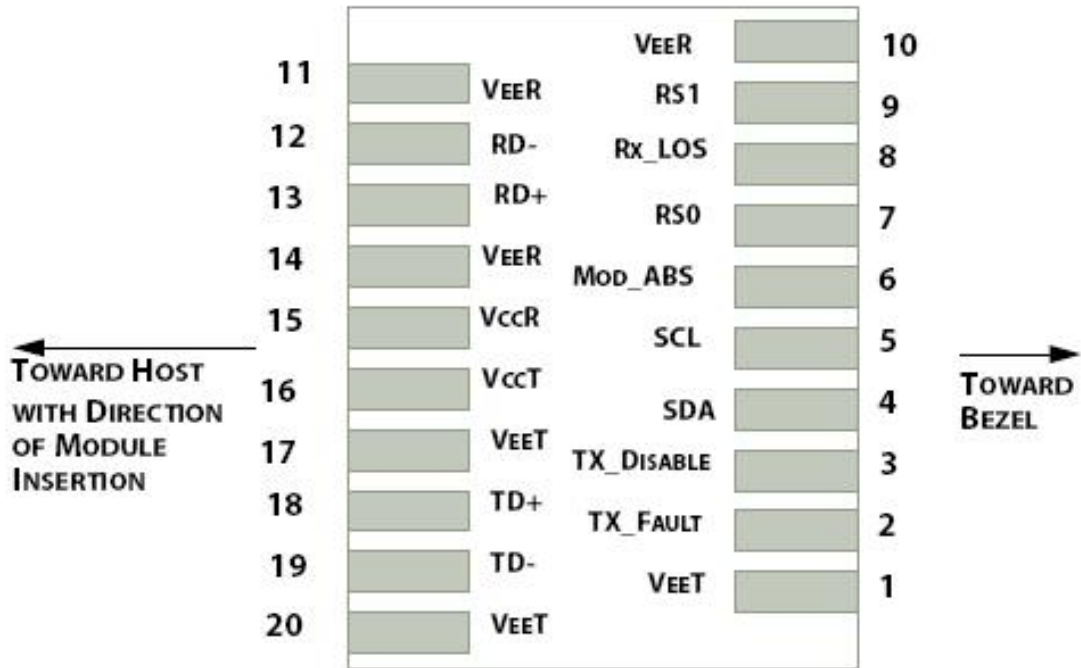 11 VEER
12 RD-
13 RD+
14 VEER
15 VCCR
16 VCCT
17 VEET
18 TD+
19 TD-
20 VEET
VEER 10
RS1 9
RX_LOS 8
RS0 7
MOD_ABS 6
SCL 5
SDA 4
TX_DISABLE 3
TX_FAULT 2
VEET 1
TOWARD HOST
WITH DIRECTION
OF MODULE
INSERTION
TOWARD
BEZEL